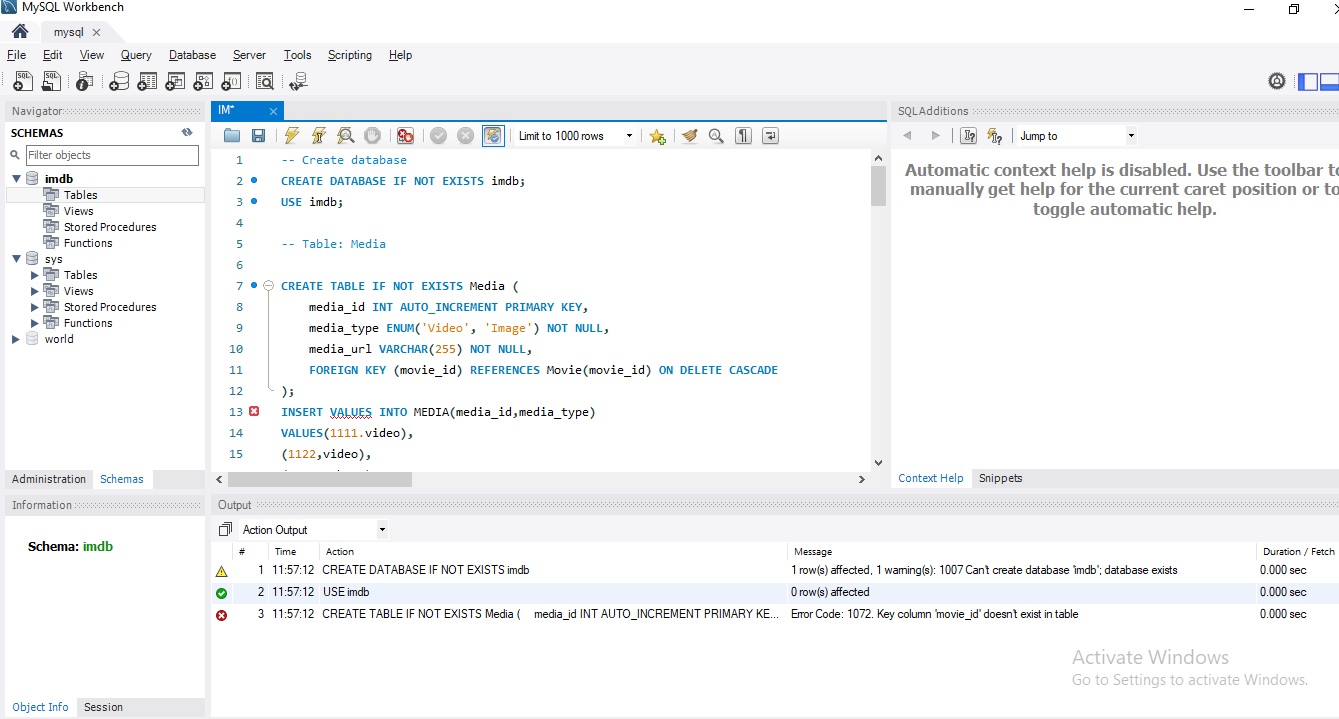 MySQL Workbench
mysql
File Edit View Query Database Server Tools Scripting Help
Navigator
SCHEMAS
Filter objects
imdb
Tables
Views
Stored Procedures
Functions
sys
Tables
Views
Stored Procedures
Functions
world
Administration Schemas
Information
Schema: imdb
Object Info Session
IM*
Limit to 1000 rows
1 -- Create database
2 CREATE DATABASE IF NOT EXISTS imdb;
3 USE imdb;
4
5 -- Table: Media
6
7 CREATE TABLE IF NOT EXISTS Media (
8 media_id INT AUTO_INCREMENT PRIMARY KEY,
9 media_type ENUM('Video', 'Image') NOT NULL,
10 media_url VARCHAR(255) NOT NULL,
11 FOREIGN KEY (movie_id) REFERENCES Movie(movie_id) ON DELETE CASCADE
12 );
13 INSERT VALUES INTO MEDIA(media_id,media_type)
14 VALUES(1111.video),
15 (1122,video),
SQLAdditions
Jump to
Automatic context help is disabled. Use the toolbar to
manually get help for the current caret position or to
toggle automatic help.
Context Help Snippets
Output
Action Output
# Time Action Message Duration / Fetch
1 11:57:12 CREATE DATABASE IF NOT EXISTS imdb 1 row(s) affected, 1 warning(s): 1007 Can't create database 'imdb'; database exists 0.000 sec
2 11:57:12 USE imdb 0 row(s) affected
3 11:57:12 CREATE TABLE IF NOT EXISTS Media ( media_id INT AUTO_INCREMENT PRIMARY KE... Error Code: 1072. Key column 'movie_id' doesn't exist in table 0.000 sec
0.000 sec
Activate Windows
Go to Settings to activate Windows.